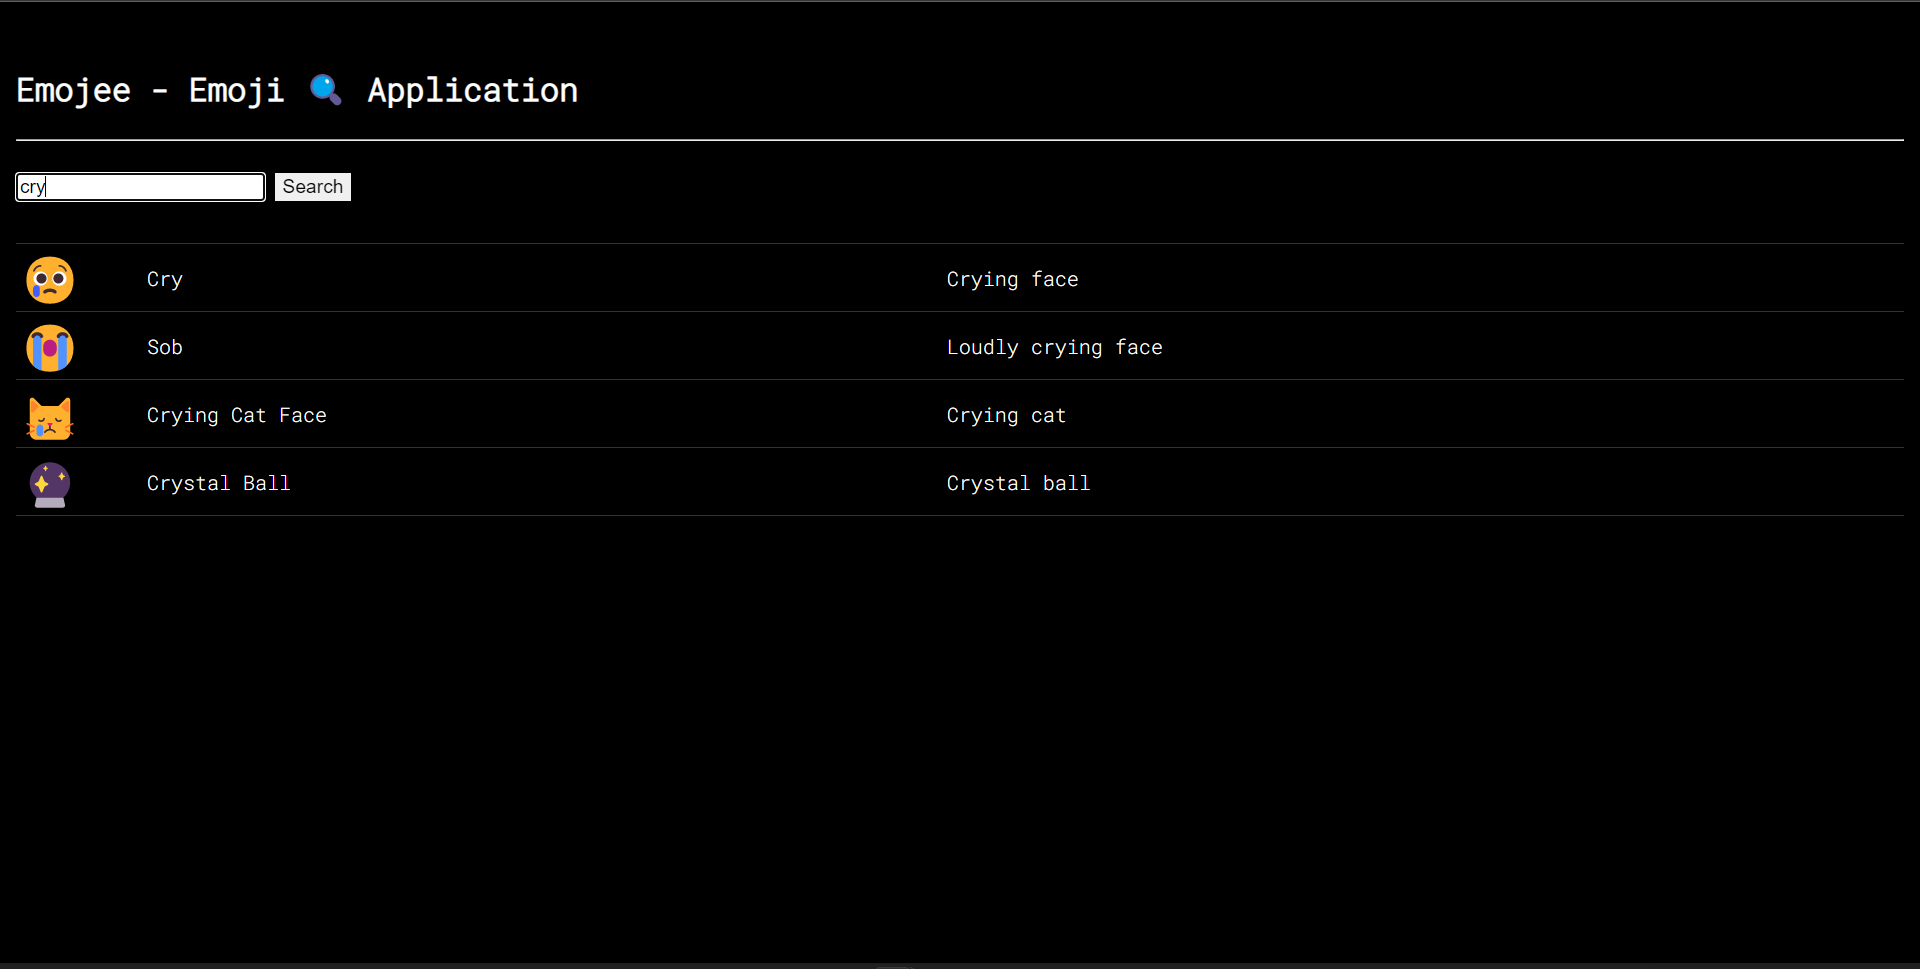 Emojee - Emoji 🔍 Application
cry Search
Cry Crying face
Sob Loudly crying face
Crying Cat Face Crying cat
Crystal Ball Crystal ball